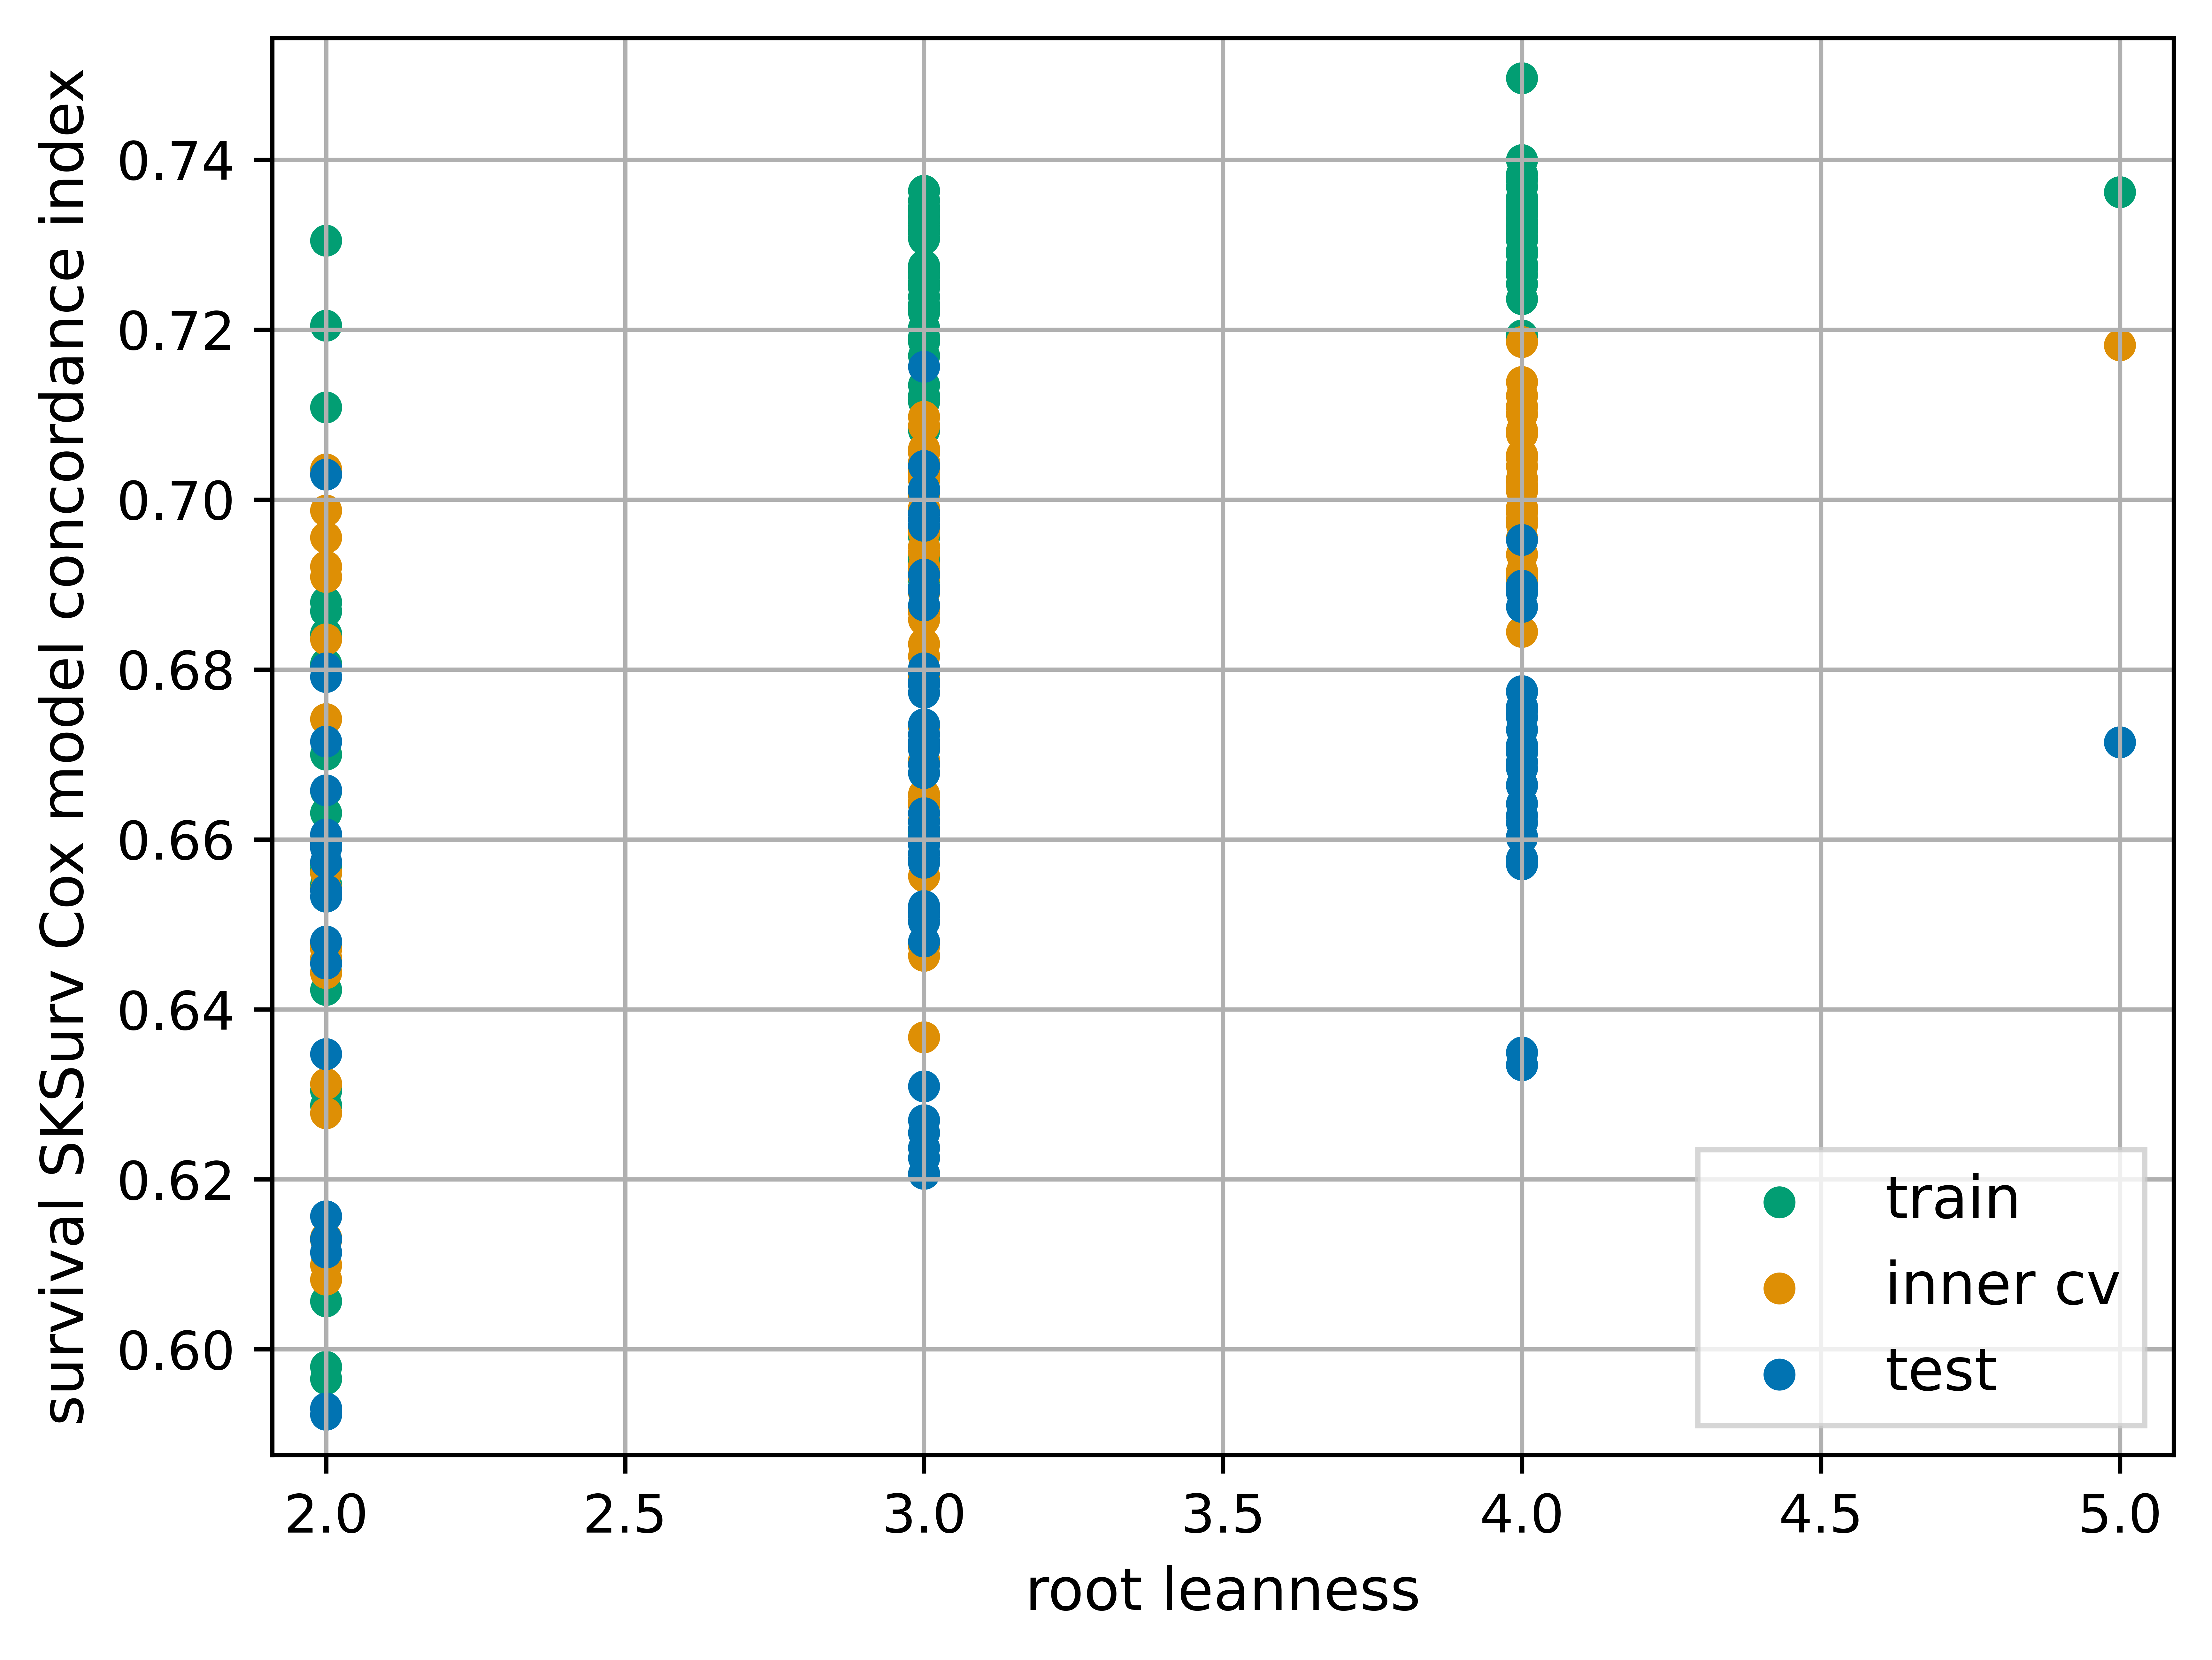 survival SKSurv Cox model concordance index
0.74
0.72
0.70
0.68
0.66
0.64
0.62
0.60
2.0 2.5 3.0 3.5 4.0 4.5 5.0
root leanness
train
inner cv
test